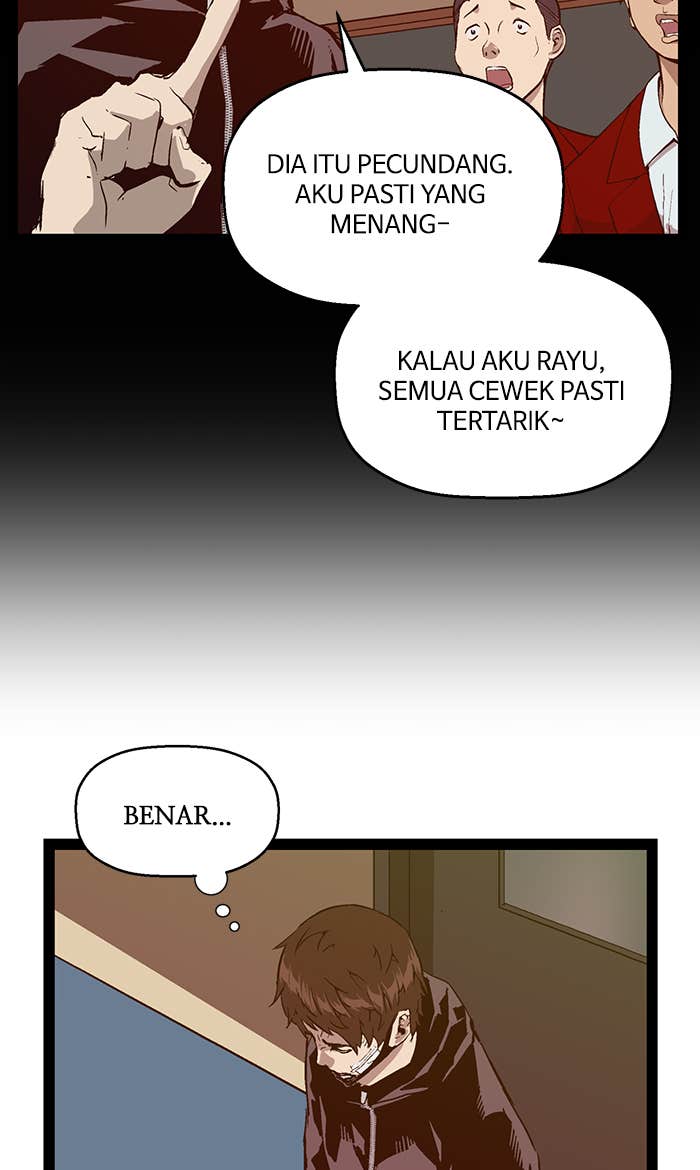 DIA ITU PECUNDANG.
AKU PASTI YANG
MENANG-
KALAU AKU RAYU,
SEMUA CEWEK PASTI
TERTARIK~
BENAR...